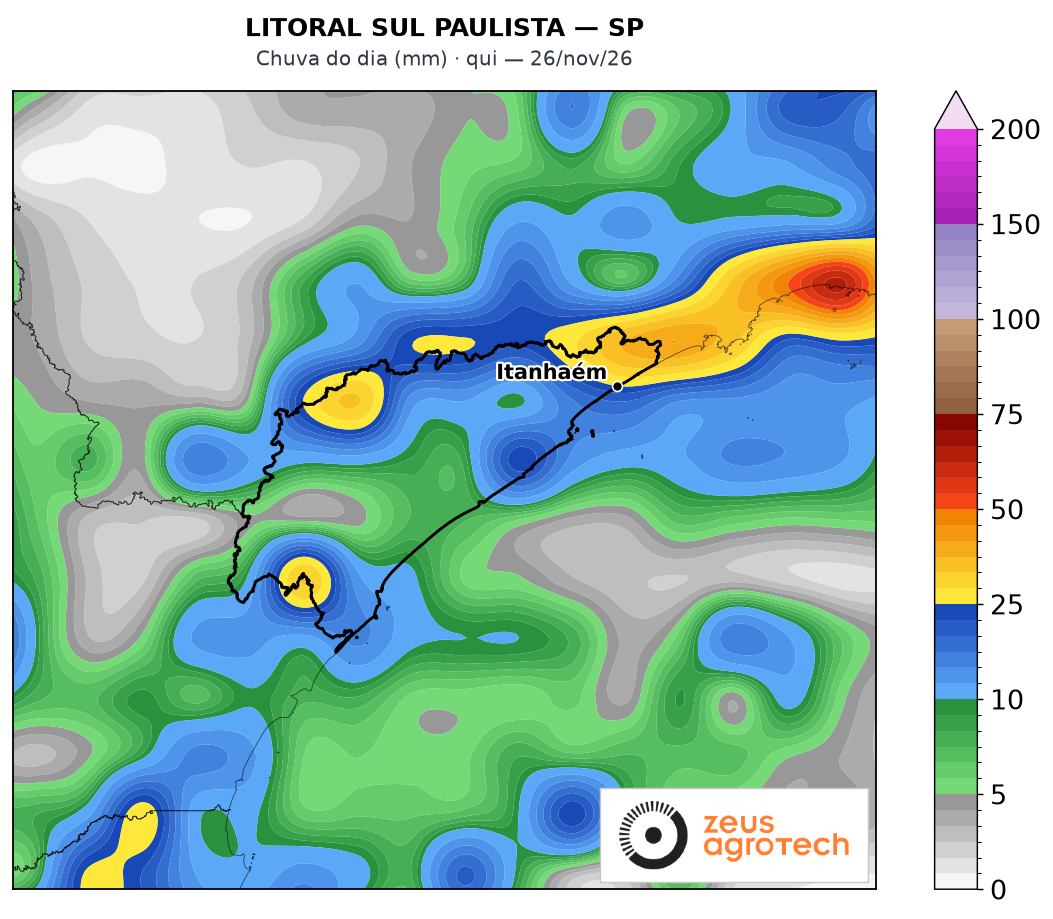 LITORAL SUL PAULISTA — SP
Chuva do dia (mm) · qui — 26/nov/26
200
150
100
75
50
25
10
5
0
Itanhaém
zeus
agrotech